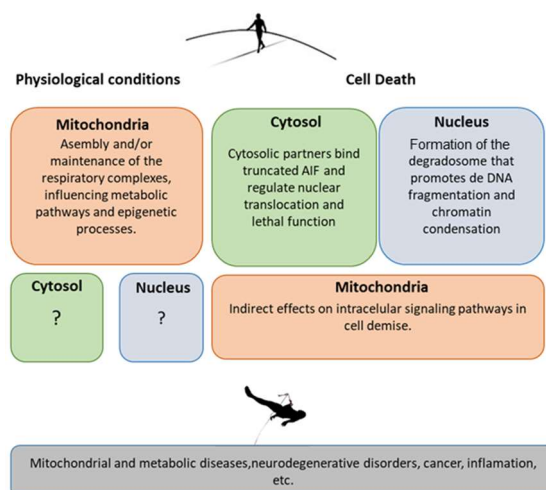 Physiological conditions
Cell Death
Mitochondria
Asembly and/or
maintenance of the
respiratory complexes,
influencing metabolic
pathways and epigenetic
processes.
Cytosol
Cytosolic partners bind
truncated AIF and
regulate nuclear
translocation and
lethal function
Nucleus
Formation of the
degradosome that
promotes de DNA
fragmentation and
chromatin
condensation
Cytosol
?
Nucleus
?
Mitochondria
Indirect effects on intracelular signaling pathways in
cell demise.
Mitochondrial and metabolic diseases,neurodegenerative disorders, cancer, inflamation,
etc.